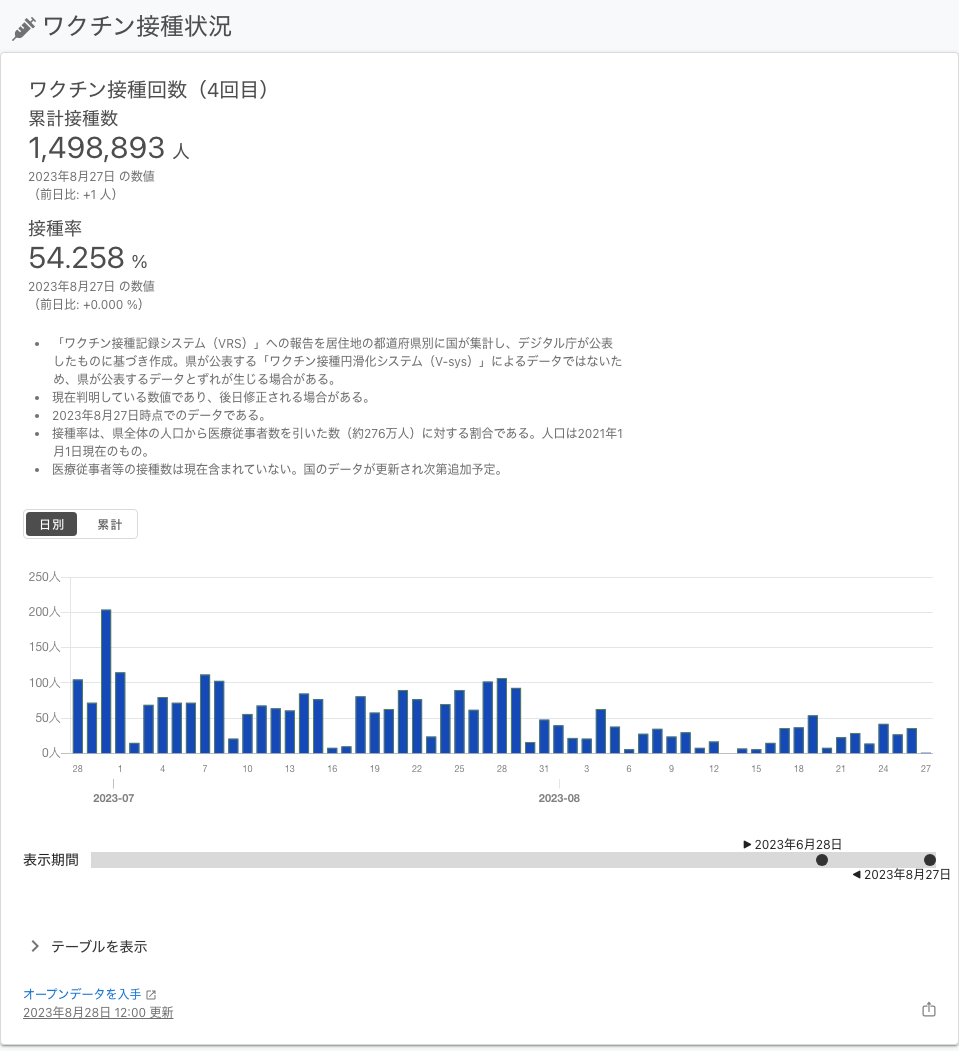 ワクチン接種状況
ワクチン接種回数（4回目）
累計接種数
1,498,893 人
2023年8月27日 の数値
（前日比: +1 人）
接種率
54.258 %
2023年8月27日 の数値
（前日比: +0.000 %）
• 「ワクチン接種記録システム（VRS）」への報告を居住地の都道府県別に国が集計し、デジタル庁が公表
したものに基づき作成。県が公表する「ワクチン接種円滑化システム（V-sys）」によるデータではないた
め、県が公表するデータとずれが生じる場合がある。
• 現在判明している数値であり、後日修正される場合がある。
• 2023年8月27日時点でのデータである。
• 接種率は、県全体の人口から医療従事者数を引いた数（約276万人）に対する割合である。人口は2021年1
月1日現在のもの。
• 医療従事者等の接種数は現在含まれていない。国のデータが更新され次第追加予定。
日別 累計
250人
200人
150人
100人
50人
0人
28 1 4 7 10 13 16 19 22 25 28 31 3 6 9 12 15 18 21 24 27
2023-07 2023-08
2023年6月28日
表示期間
2023年8月27日
テーブルを表示
オープンデータを入手
2023年8月28日 12:00 更新